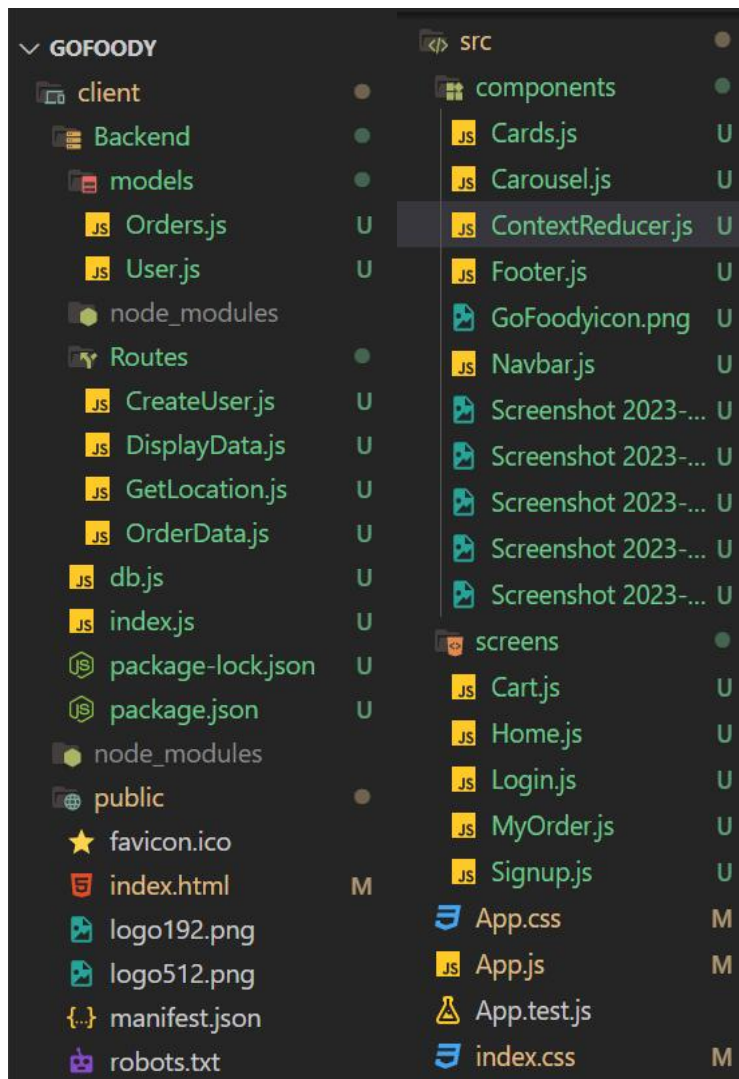 GOFOODY
client
Backend
models
Orders.js U
User.js U
node_modules
Routes
CreateUser.js U
DisplayData.js U
GetLocation.js U
OrderData.js U
db.js U
index.js U
package-lock.json U
package.json U
node_modules
public
favicon.ico
index.html M
logo192.png
logo512.png
manifest.json
robots.txt
src
components
Cards.js U
Carousel.js U
ContextReducer.js U
Footer.js U
GoFoodyicon.png U
Navbar.js U
Screenshot 2023-... U
Screenshot 2023-... U
Screenshot 2023-... U
Screenshot 2023-... U
Screenshot 2023-... U
screens
Cart.js U
Home.js U
Login.js U
MyOrder.js U
Signup.js U
App.css M
App.js M
App.test.js
index.css M